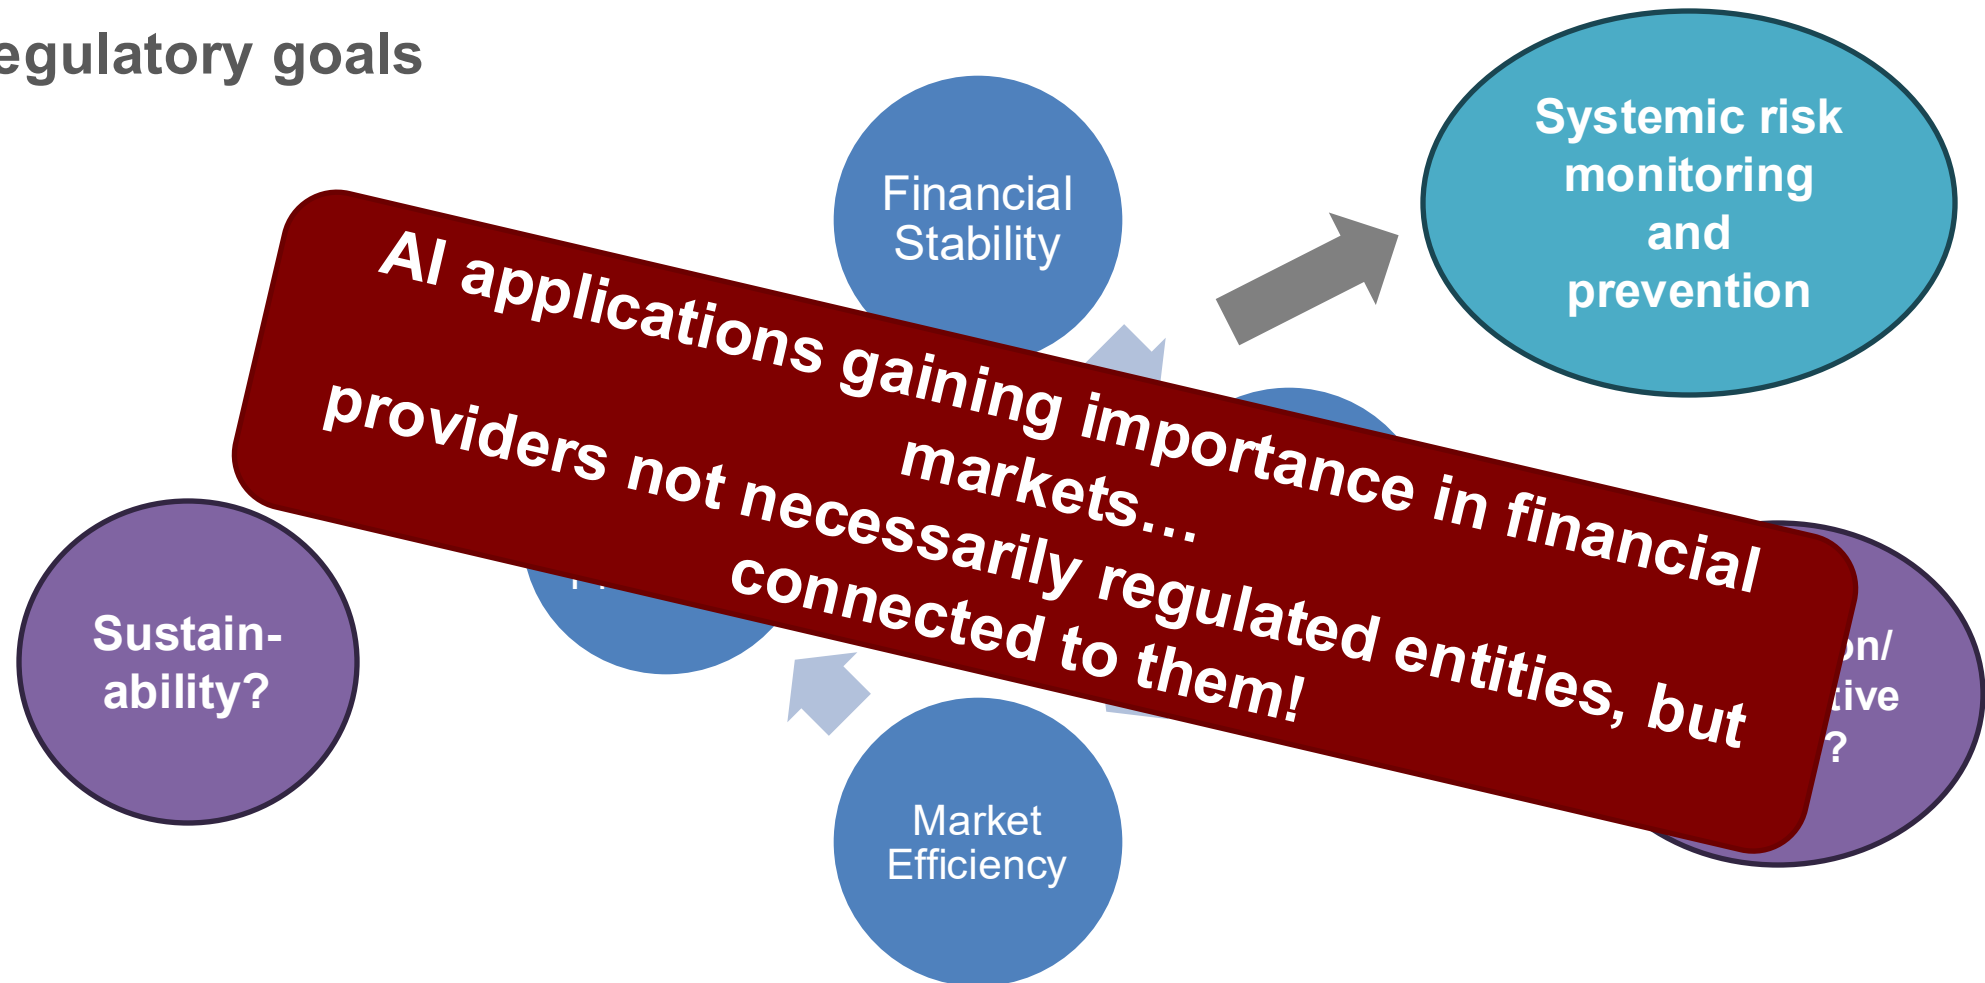 egulatory goals
Financial
Stability
Systemic risk
monitoring
and
prevention
AI applications gaining importance in financial
markets…
providers not necessarily regulated entities, but
connected to them!
Sustain-
ability?
on/
tive
?
Market
Efficiency